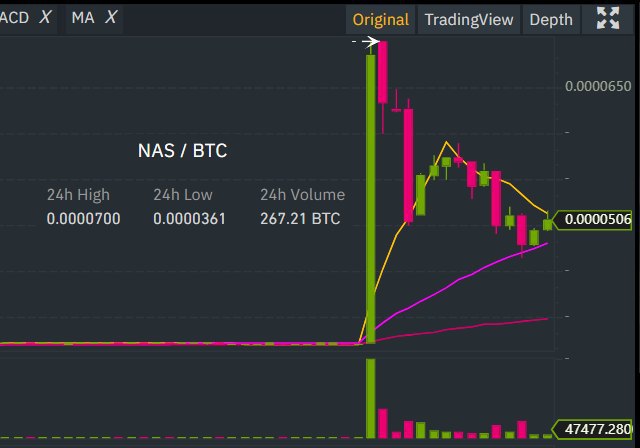 ACD X MA X Original TradingView Depth
0.0000650
NAS / BTC
24h High 24h Low 24h Volume
0.0000700 0.0000361 267.21 BTC
0.0000506
47477.280